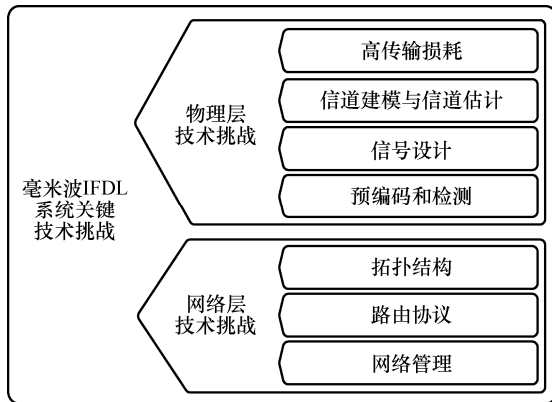 毫米波IFDL
系统关键
技术挑战
物理层
技术挑战
高传输损耗
信道建模与信道估计
信号设计
预编码和检测
网络层
技术挑战
拓扑结构
路由协议
网络管理